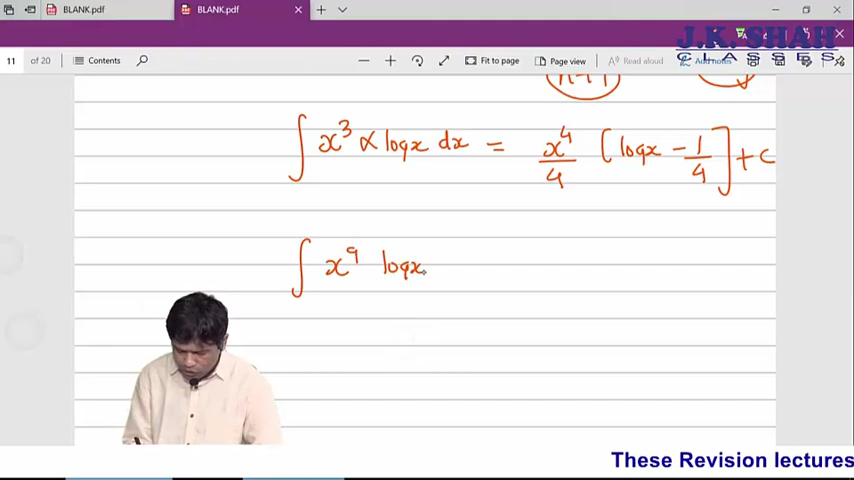 BLANK.pdf BLANK.pdf
J.K. SHAH
CLASSES
11 of 20 Contents Fit to page Page view Read aloud Add notes
n+1
∫ x³ × logx dx = x⁴/4 [logx - 1/4] + c
∫ x⁹ logx
These Revision lectures